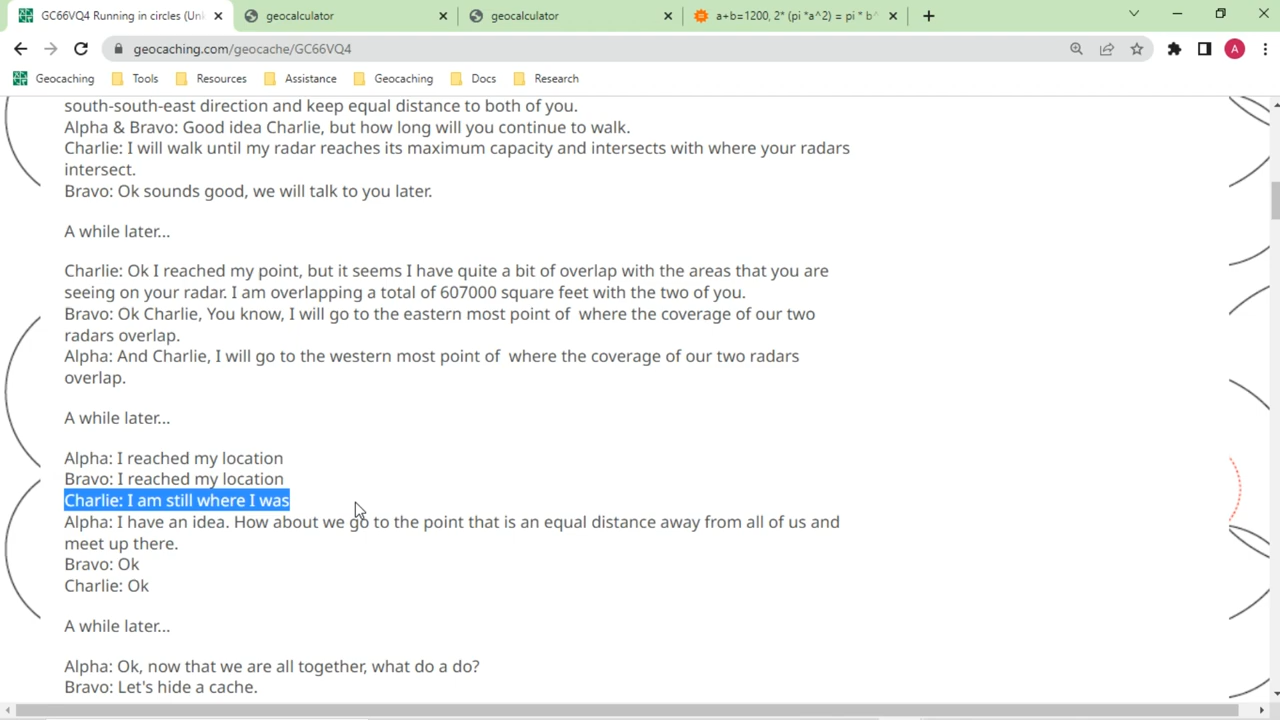 GC66VQ4 Running in circles (Unk
geocalculator
geocalculator
a+b=1200, 2* (pi *a^2) = pi * b^
geocaching.com/geocache/GC66VQ4
A
Geocaching
Tools
Resources
Assistance
Geocaching
Docs
Research
south-south-east direction and keep equal distance to both of you.
Alpha & Bravo: Good idea Charlie, but how long will you continue to walk.
Charlie: I will walk until my radar reaches its maximum capacity and intersects with where your radars
intersect.
Bravo: Ok sounds good, we will talk to you later.
A while later...
Charlie: Ok I reached my point, but it seems I have quite a bit of overlap with the areas that you are
seeing on your radar. I am overlapping a total of 607000 square feet with the two of you.
Bravo: Ok Charlie, You know, I will go to the eastern most point of  where the coverage of our two
radars overlap.
Alpha: And Charlie, I will go to the western most point of  where the coverage of our two radars
overlap.
A while later...
Alpha: I reached my location
Bravo: I reached my location
Charlie: I am still where I was
Alpha: I have an idea. How about we go to the point that is an equal distance away from all of us and
meet up there.
Bravo: Ok
Charlie: Ok
A while later...
Alpha: Ok, now that we are all together, what do a do?
Bravo: Let's hide a cache.